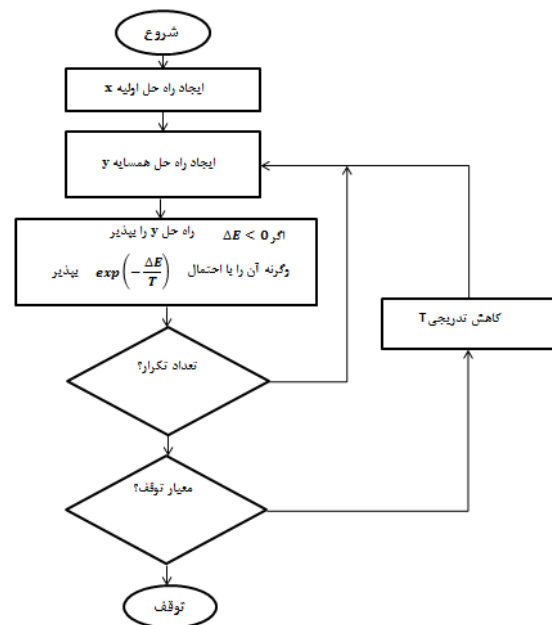 شروع
ایجاد راه حل اولیه x
ایجاد راه حل همسایه y
اگر ΔE < 0 راه حل y را بپذیر
وگرنه آن را با احتمال exp(−ΔE/T) بپذیر
تعداد تکرار؟
کاهش تدریجی T
معیار توقف؟
توقف